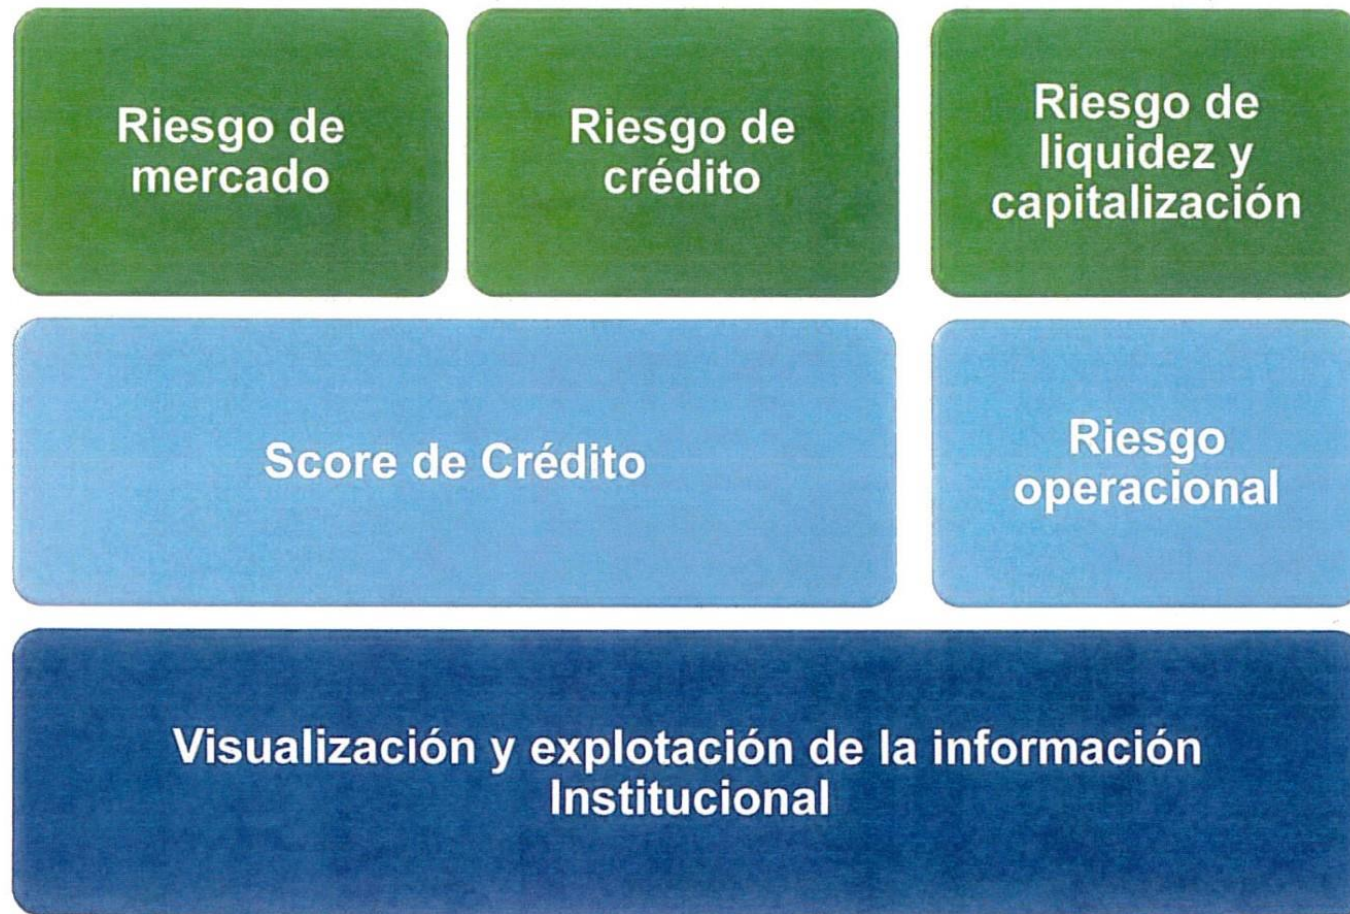 Riesgo de
mercado
Riesgo de
crédito
Riesgo de
liquidez y
capitalización
Score de Crédito
Riesgo
operacional
Visualización y explotación de la información
Institucional